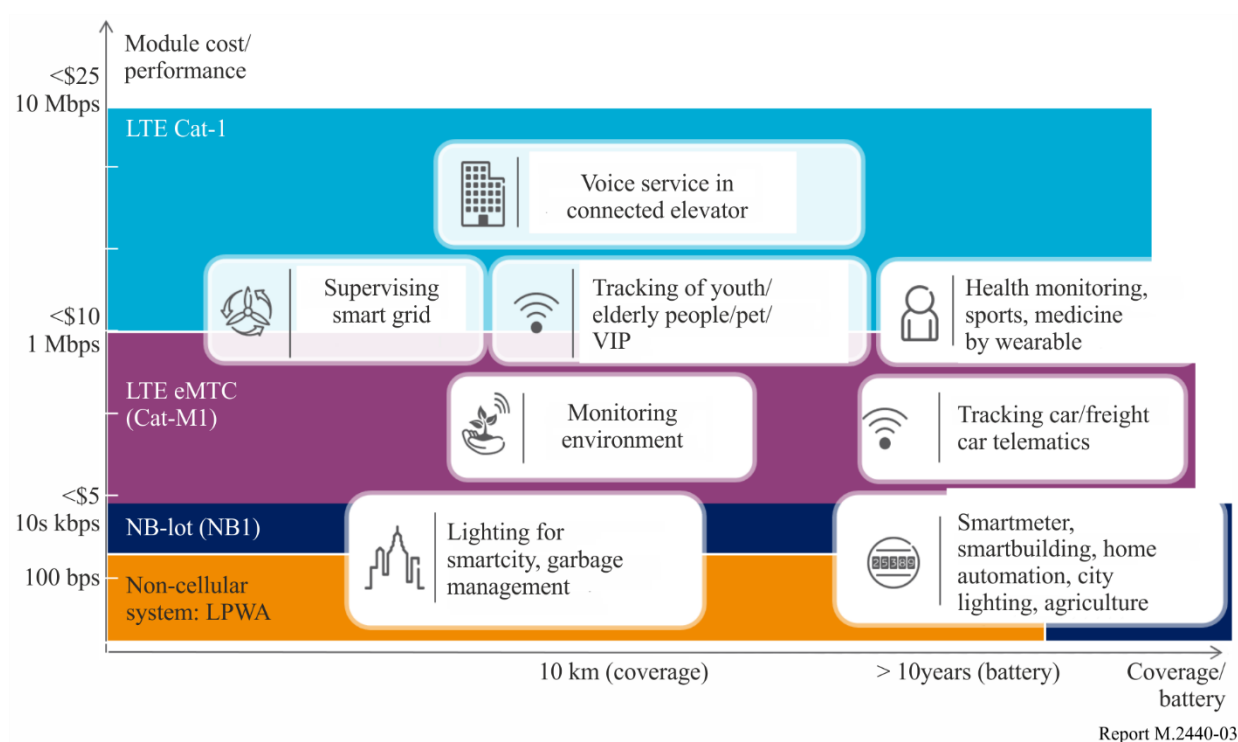 Module cost/
performance
<$25
10 Mbps
LTE Cat-1
Voice service in
connected elevator
Supervising
smart grid
Tracking of youth/
elderly people/pet/
VIP
Health monitoring,
sports, medicine
by wearable
<$10
1 Mbps
LTE eMTC
(Cat-M1)
Monitoring
environment
Tracking car/freight
car telematics
<$5
10s kbps
NB-lot (NB1)
Lighting for
smartcity, garbage
management
Smartmeter,
smartbuilding, home
automation, city
lighting, agriculture
25389
100 bps
Non-cellular
system: LPWA
10 km (coverage)
> 10years (battery)
Coverage/
battery
Report M.2440-03